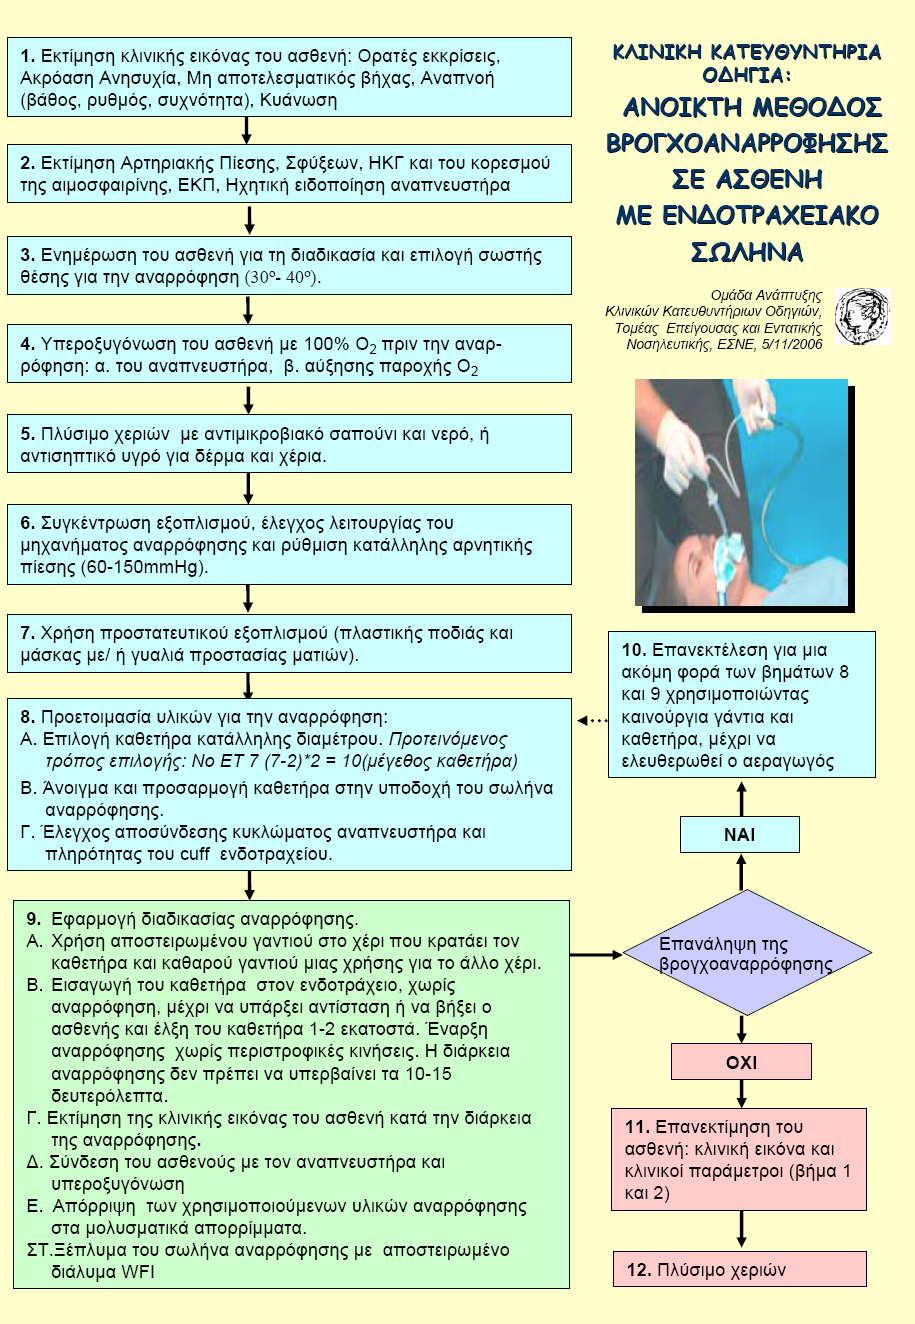 1. Εκτίμηση κλινικής εικόνας του ασθενή: Ορατές εκκρίσεις,
Ακρόαση Ανησυχία, Μη αποτελεσματικός βήχας, Αναπνοή
(βάθος, ρυθμός, συχνότητα), Κυάνωση
2. Εκτίμηση Αρτηριακής Πίεσης, Σφύξεων, ΗΚΓ και του κορεσμού
της αιμοσφαιρίνης, ΕΚΠ, Ηχητική ειδοποίηση αναπνευστήρα
3. Ενημέρωση του ασθενή για τη διαδικασία και επιλογή σωστής
θέσης για την αναρρόφηση (30º- 40º).
4. Υπεροξυγόνωση του ασθενή με 100% Ο2 πριν την αναρ-
ρόφηση: α. του αναπνευστήρα, β. αύξησης παροχής Ο2
5. Πλύσιμο χεριών με αντιμικροβιακό σαπούνι και νερό, ή
αντισηπτικό υγρό για δέρμα και χέρια.
6. Συγκέντρωση εξοπλισμού, έλεγχος λειτουργίας του
μηχανήματος αναρρόφησης και ρύθμιση κατάλληλης αρνητικής
πίεσης (60-150mmHg).
7. Χρήση προστατευτικού εξοπλισμού (πλαστικής ποδιάς και
μάσκας με/ ή γυαλιά προστασίας ματιών).
8. Προετοιμασία υλικών για την αναρρόφηση:
Α. Επιλογή καθετήρα κατάλληλης διαμέτρου. Προτεινόμενος
τρόπος επιλογής: Νο ΕΤ 7 (7-2)*2 = 10(μέγεθος καθετήρα)
Β. Άνοιγμα και προσαρμογή καθετήρα στην υποδοχή του σωλήνα
αναρρόφησης.
Γ. Έλεγχος αποσύνδεσης κυκλώματος αναπνευστήρα και
πληρότητας του cuff ενδοτραχείου.
9. Εφαρμογή διαδικασίας αναρρόφησης.
Α. Χρήση αποστειρωμένου γαντιού στο χέρι που κρατάει τον
καθετήρα και καθαρού γαντιού μιας χρήσης για το άλλο χέρι.
Β. Εισαγωγή του καθετήρα στον ενδοτράχειο, χωρίς
αναρρόφηση, μέχρι να υπάρξει αντίσταση ή να βήξει ο
ασθενής και έλξη του καθετήρα 1-2 εκατοστά. Έναρξη
αναρρόφησης χωρίς περιστροφικές κινήσεις. Η διάρκεια
αναρρόφησης δεν πρέπει να υπερβαίνει τα 10-15
δευτερόλεπτα.
Γ. Εκτίμηση της κλινικής εικόνας του ασθενή κατά την διάρκεια
της αναρρόφησης.
Δ. Σύνδεση του ασθενούς με τον αναπνευστήρα και
υπεροξυγόνωση
Ε. Απόρριψη των χρησιμοποιούμενων υλικών αναρρόφησης
στα μολυσματικά απορρίμματα.
ΣΤ.Ξέπλυμα του σωλήνα αναρρόφησης με αποστειρωμένο
διάλυμα WFI
ΚΛΙΝΙΚΗ ΚΑΤΕΥΘΥΝΤΗΡΙΑ
ΟΔΗΓΙΑ:
ΑΝΟΙΚΤΗ ΜΕΘΟΔΟΣ
ΒΡΟΓΧΟΑΝΑΡΡΟΦΗΣΗΣ
ΣΕ ΑΣΘΕΝΗ
ΜΕ ΕΝΔΟΤΡΑΧΕΙΑΚΟ
ΣΩΛΗΝΑ
Ομάδα Ανάπτυξης
Κλινικών Κατευθυντήριων Οδηγιών,
Τομέας Επείγουσας και Εντατικής
Νοσηλευτικής, ΕΣΝΕ, 5/11/2006
10. Επανεκτέλεση για μια
ακόμη φορά των βημάτων 8
και 9 χρησιμοποιώντας
καινούργια γάντια και
καθετήρα, μέχρι να
ελευθερωθεί ο αεραγωγός
ΝΑΙ
Επανάληψη της
βρογχοαναρρόφησης
ΟΧΙ
11. Επανεκτίμηση του
ασθενή: κλινική εικόνα και
κλινικοί παράμετροι (βήμα 1
και 2)
12. Πλύσιμο χεριών